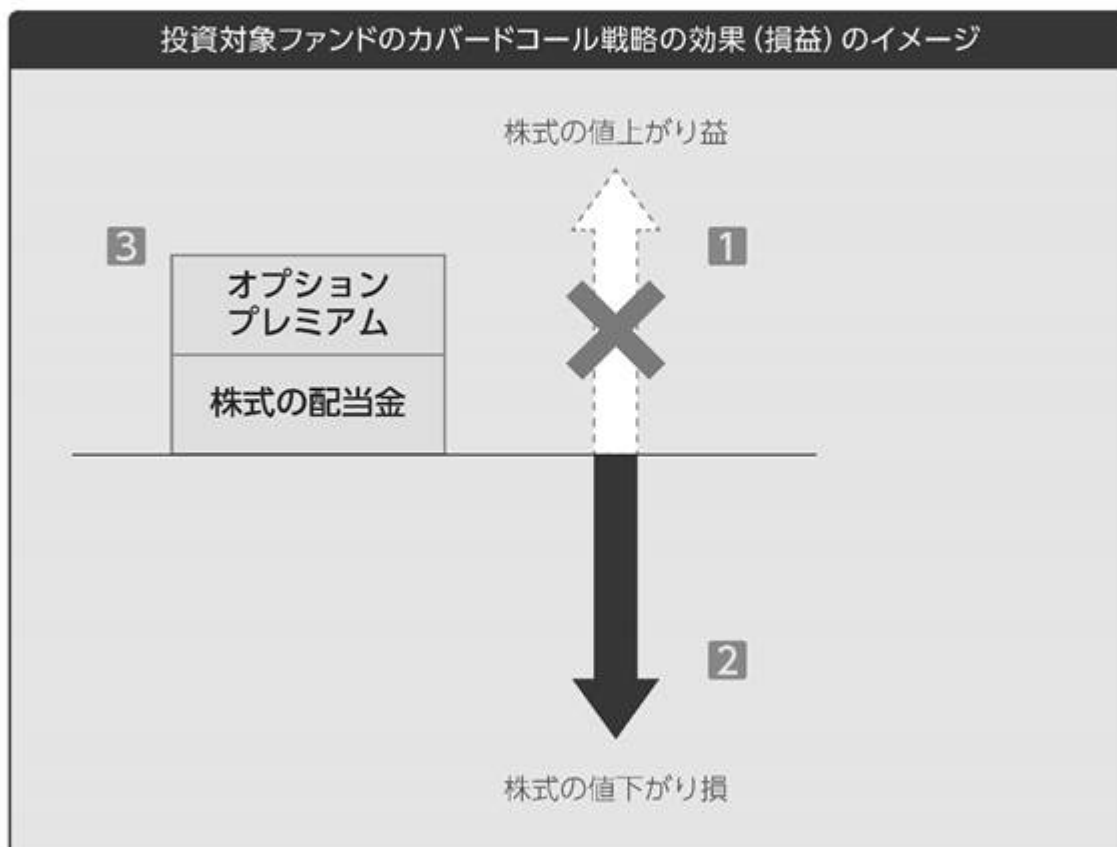 投資対象ファンドのカバードコール戦略の効果（損益）のイメージ
株式の値上がり益
3
1
オプション
プレミアム
株式の配当金
2
株式の値下がり損